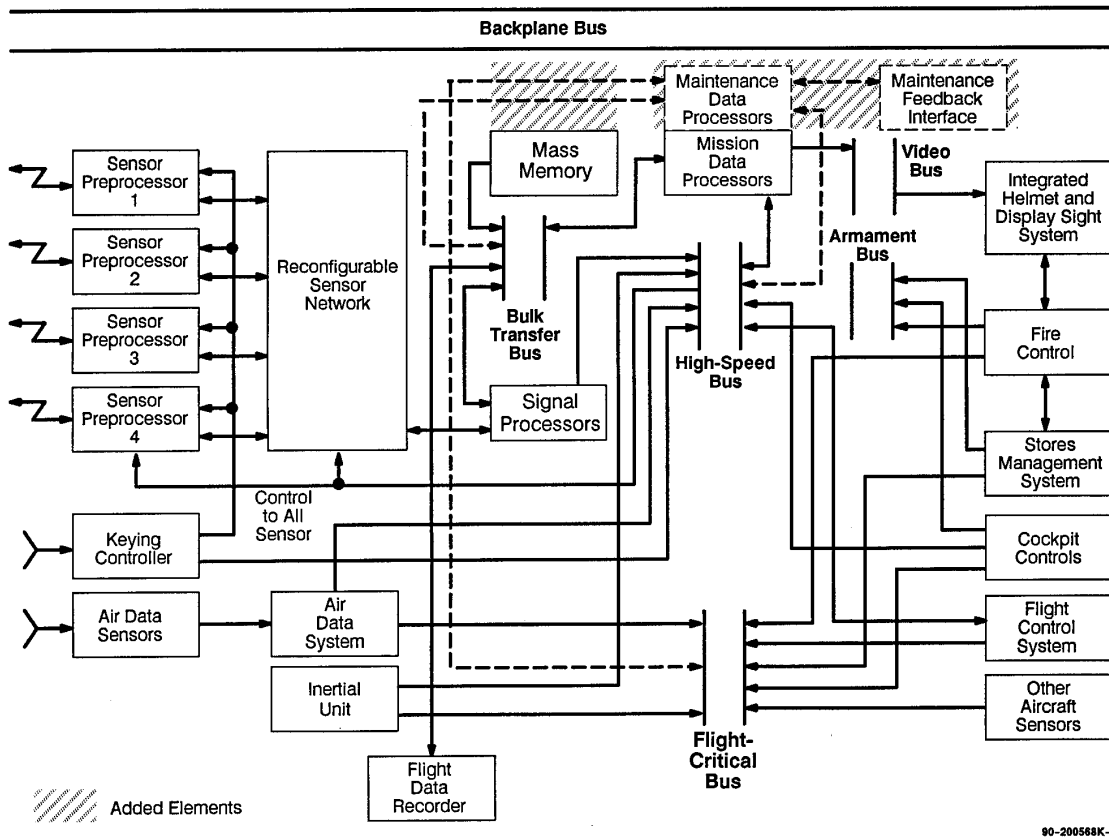 Backplane Bus
Maintenance
Data
Processors
Maintenance
Feedback
Interface
Mass
Memory
Mission Data
Processors
Video
Bus
Sensor
Preprocessor
1
Sensor
Preprocessor
2
Sensor
Preprocessor
3
Sensor
Preprocessor
4
Reconfigurable
Sensor
Network
Integrated
Helmet and
Display Sight
System
Armament
Bus
Bulk
Transfer
Bus
High-Speed
Bus
Fire
Control
Signal
Processors
Stores
Management
System
Control
to All
Sensor
Keying
Controller
Cockpit
Controls
Air Data
Sensors
Air
Data
System
Flight
Control
System
Inertial
Unit
Other
Aircraft
Sensors
Flight-
Critical
Bus
Flight
Data
Recorder
Added Elements
90-200568K-